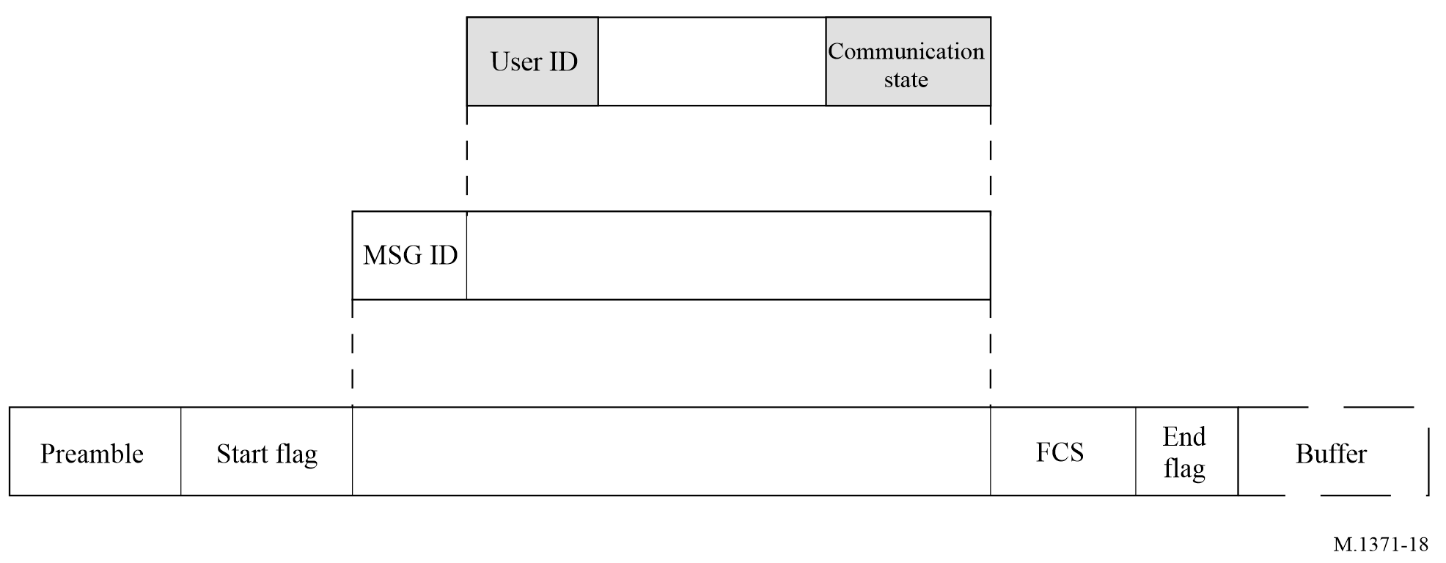 User ID
Communication
state
MSG ID
Preamble
Start flag
FCS
End
flag
Buffer
M.1371-18